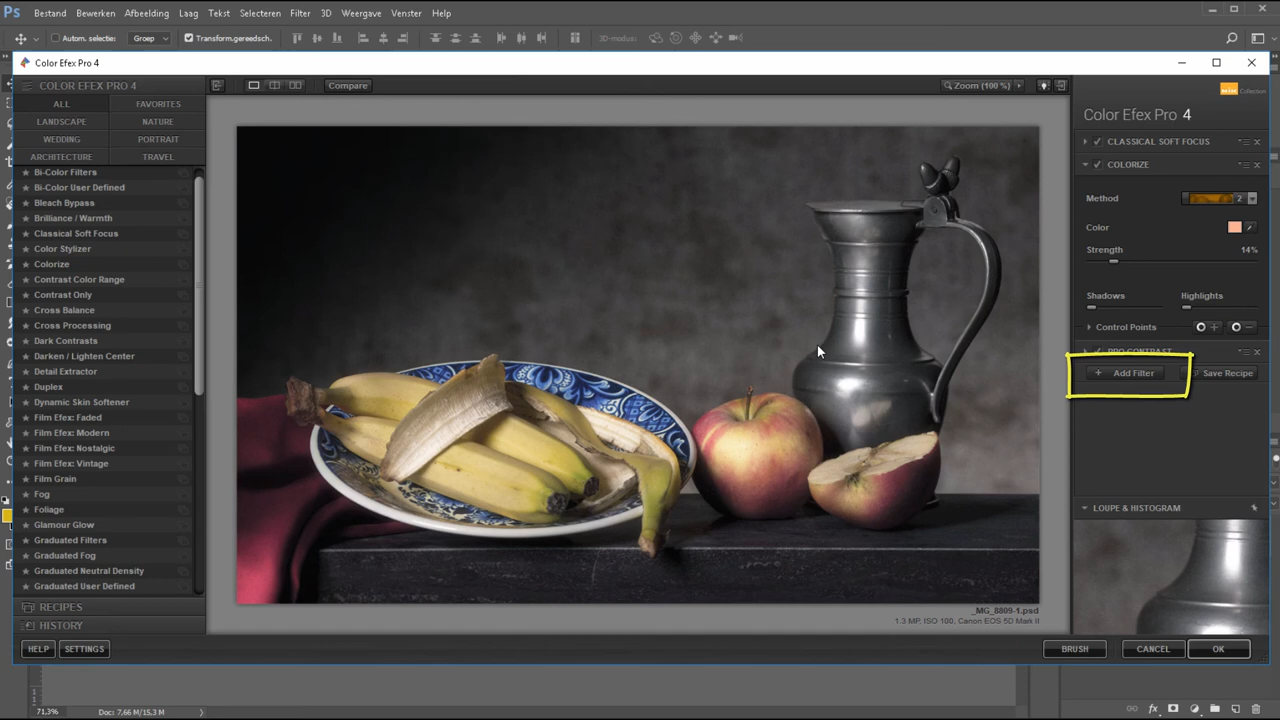 Ps Bestand Bewerken Afbeelding Laag Tekst Selecteren Filter 3D Weergave Venster Help
Autom. selectie: Groep Transform.gereedsch. 3D-modus:
Color Efex Pro 4
COLOR EFEX PRO 4
ALL FAVORITES
LANDSCAPE NATURE
WEDDING PORTRAIT
ARCHITECTURE TRAVEL
Bi-Color Filters
Bi-Color User Defined
Bleach Bypass
Brilliance / Warmth
Classical Soft Focus
Color Stylizer
Colorize
Contrast Color Range
Contrast Only
Cross Balance
Cross Processing
Dark Contrasts
Darken / Lighten Center
Detail Extractor
Duplex
Dynamic Skin Softener
Film Efex: Faded
Film Efex: Modern
Film Efex: Nostalgic
Film Efex: Vintage
Film Grain
Fog
Foliage
Glamour Glow
Graduated Filters
Graduated Fog
Graduated Neutral Density
Graduated User Defined
RECIPES
HISTORY
HELP SETTINGS
Compare Zoom (100 %)
_MG_8809-1.psd
1.3 MP, ISO 100, Canon EOS 5D Mark II
Collection
Color Efex Pro 4
CLASSICAL SOFT FOCUS
COLORIZE
Method 2
Color
Strength 14%
Shadows Highlights
Control Points + −
PRO CONTRAST
+ Add Filter Save Recipe
LOUPE & HISTOGRAM
BRUSH CANCEL OK
71,3% Doc: 7,66 M/15,3 M
fx